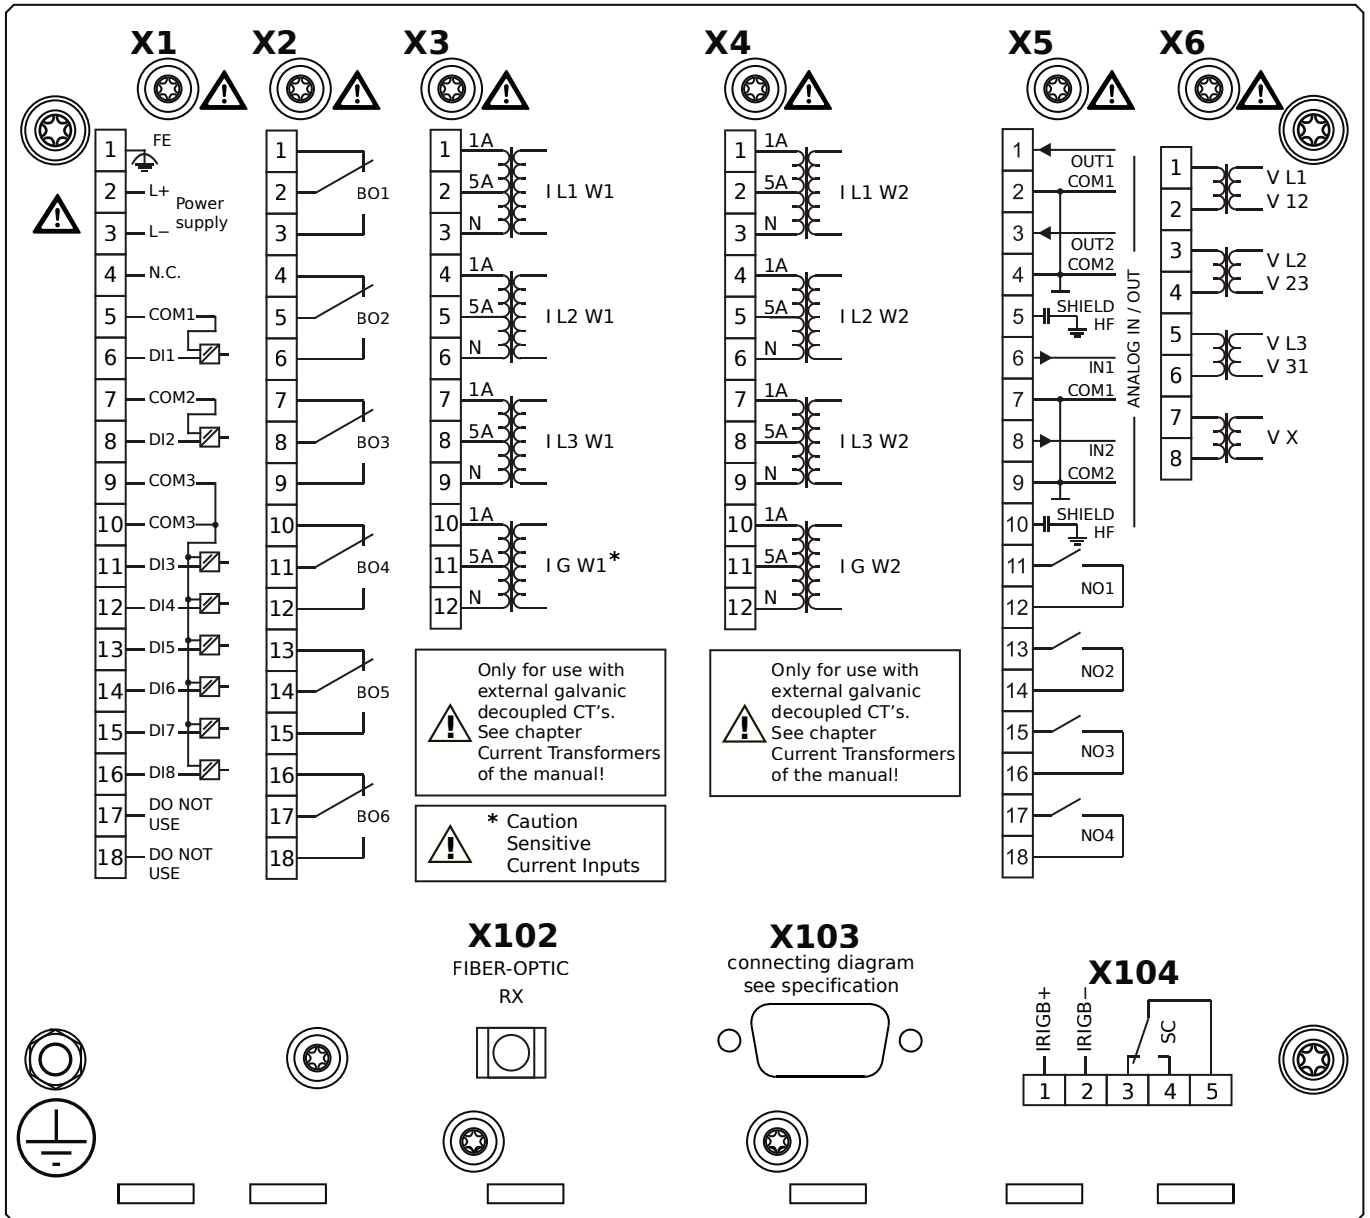 X1
X2
X3
X4
X5
X6
1 FE
2 L+
Power
supply
3 L−
4 N.C.
5 COM1
6 DI1
7 COM2
8 DI2
9 COM3
10 COM3
11 DI3
12 DI4
13 DI5
14 DI6
15 DI7
16 DI8
17 DO NOT
USE
18 DO NOT
USE
1
2 BO1
3
4
5 BO2
6
7
8 BO3
9
10
11 BO4
12
13
14 BO5
15
16
17 BO6
18
1 1A
2 5A I L1 W1
3 N
4 1A
5 5A I L2 W1
6 N
7 1A
8 5A I L3 W1
9 N
10 1A
11 5A I G W1*
12 N
Only for use with
external galvanic
decoupled CT's.
See chapter
Current Transformers
of the manual!
* Caution
Sensitive
Current Inputs
1 1A
2 5A I L1 W2
3 N
4 1A
5 5A I L2 W2
6 N
7 1A
8 5A I L3 W2
9 N
10 1A
11 5A I G W2
12 N
Only for use with
external galvanic
decoupled CT's.
See chapter
Current Transformers
of the manual!
1 OUT1
2 COM1
3 OUT2
4 COM2
5 SHIELD
HF
6 IN1
7 COM1
8 IN2
9 COM2
10 SHIELD
HF
ANALOG IN / OUT
11
NO1
12
13
NO2
14
15
NO3
16
17
NO4
18
1 V L1
2 V 12
3 V L2
4 V 23
5 V L3
6 V 31
7
V X
8
X102
FIBER-OPTIC
RX
X103
connecting diagram
see specification
X104
IRIGB+
IRIGB−
SC
1 2 3 4 5